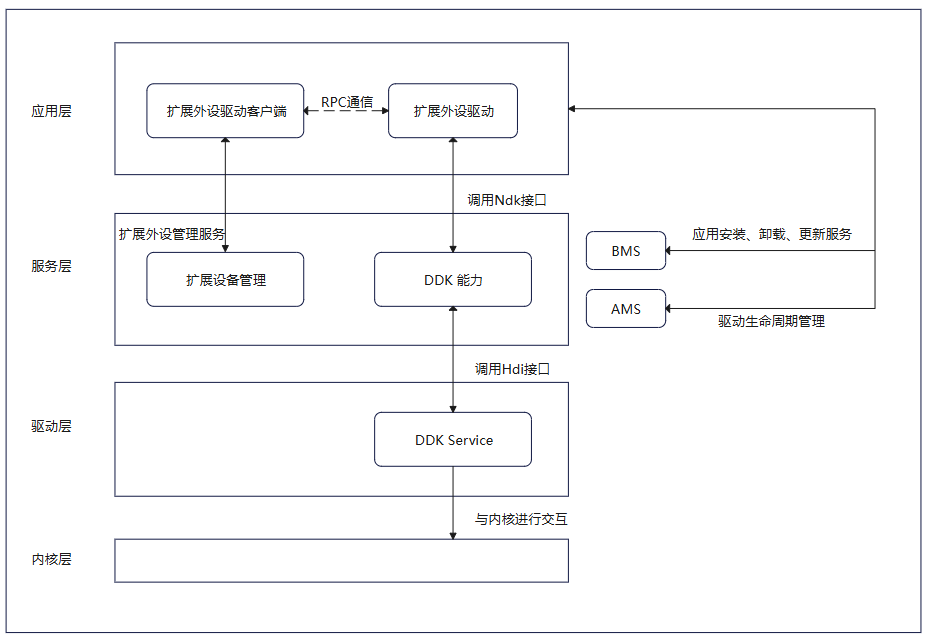 应用层
扩展外设驱动客户端
RPC通信
扩展外设驱动
调用Ndk接口
服务层
扩展外设管理服务
扩展设备管理
DDK 能力
BMS
应用安装、卸载、更新服务
AMS
驱动生命周期管理
调用Hdi接口
驱动层
DDK Service
与内核进行交互
内核层